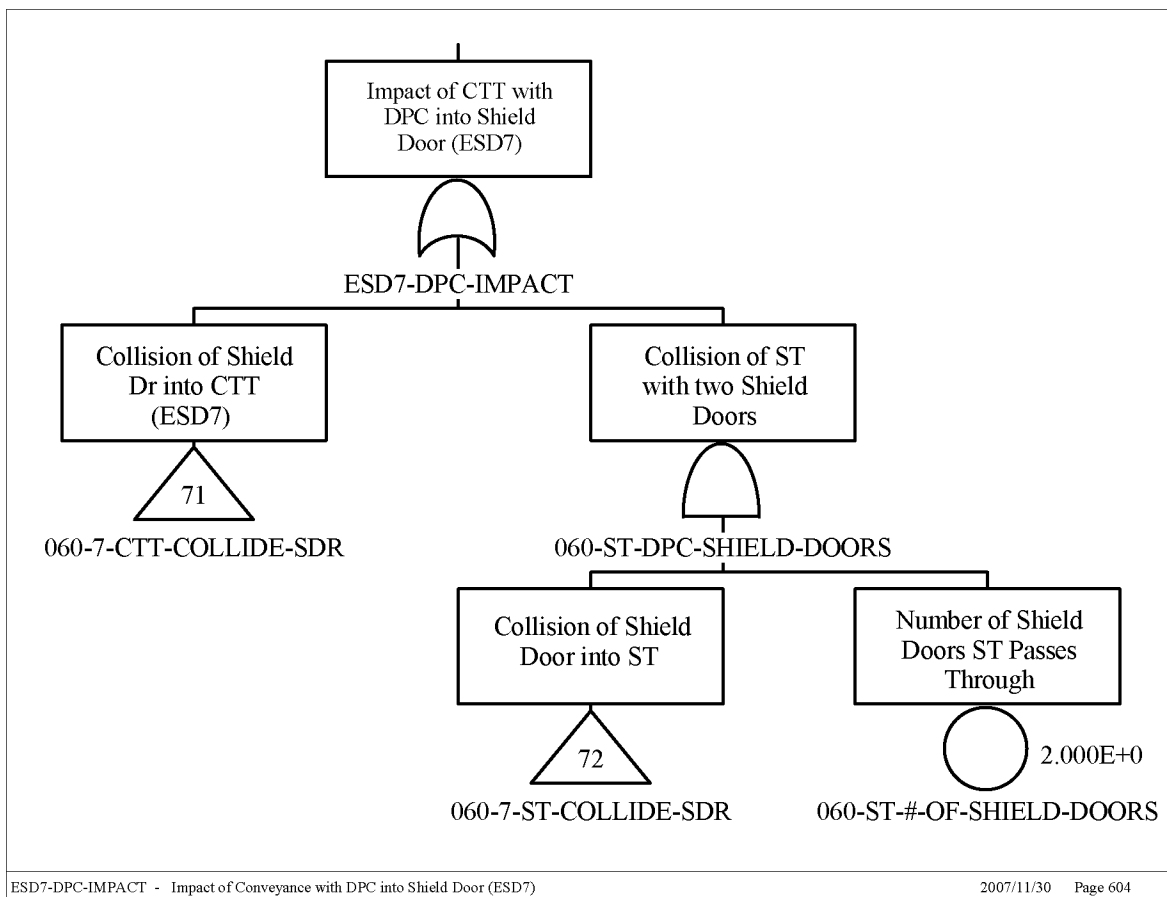 Impact of CTT with
DPC into Shield
Door (ESD7)
ESD7-DPC-IMPACT
Collision of Shield
Dr into CTT
(ESD7)
71
060-7-CTT-COLLIDE-SDR
Collision of ST
with two Shield
Doors
060-ST-DPC-SHIELD-DOORS
Collision of Shield
Door into ST
72
060-7-ST-COLLIDE-SDR
Number of Shield
Doors ST Passes
Through
2.000E+0
060-ST-#-OF-SHIELD-DOORS
ESD7-DPC-IMPACT - Impact of Conveyance with DPC into Shield Door (ESD7)
2007/11/30 Page 604